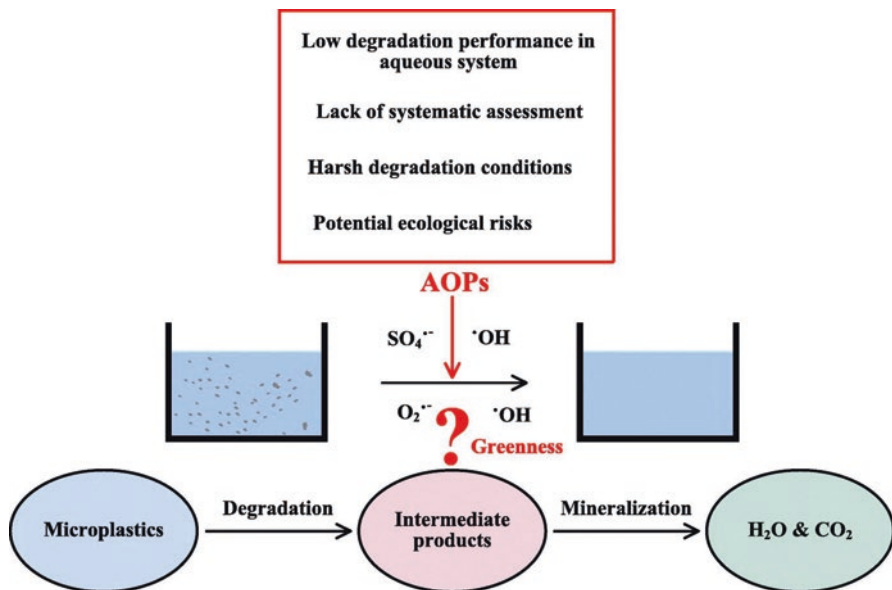 Low degradation performance in
aqueous system
Lack of systematic assessment
Harsh degradation conditions
Potential ecological risks
AOPs
SO₄˙⁻ ˙OH
O₂˙⁻ ˙OH
? Greenness
Microplastics
Degradation
Intermediate
products
Mineralization
H₂O & CO₂